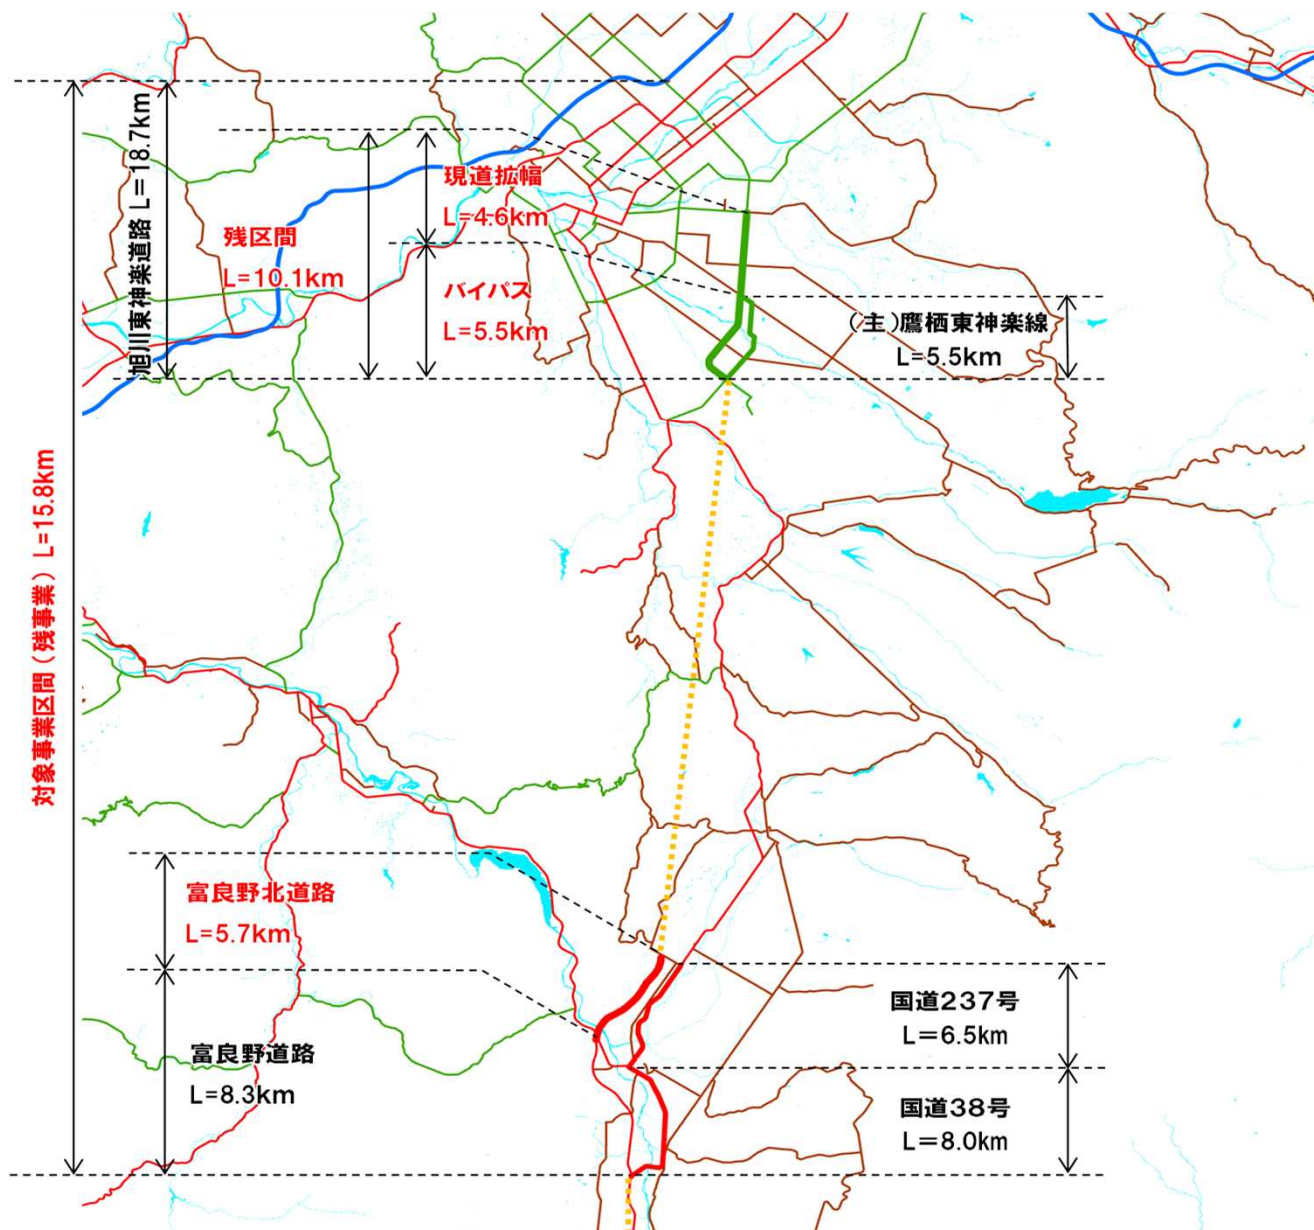 旭川東神楽道路 L=18.7km
現道拡幅
L=4.6km
残区間
L=10.1km
バイパス
L=5.5km
(主)鷹栖東神楽線
L=5.5km
対象事業区間(残事業) L=15.8km
富良野北道路
L=5.7km
富良野道路
L=8.3km
国道237号
L=6.5km
国道38号
L=8.0km